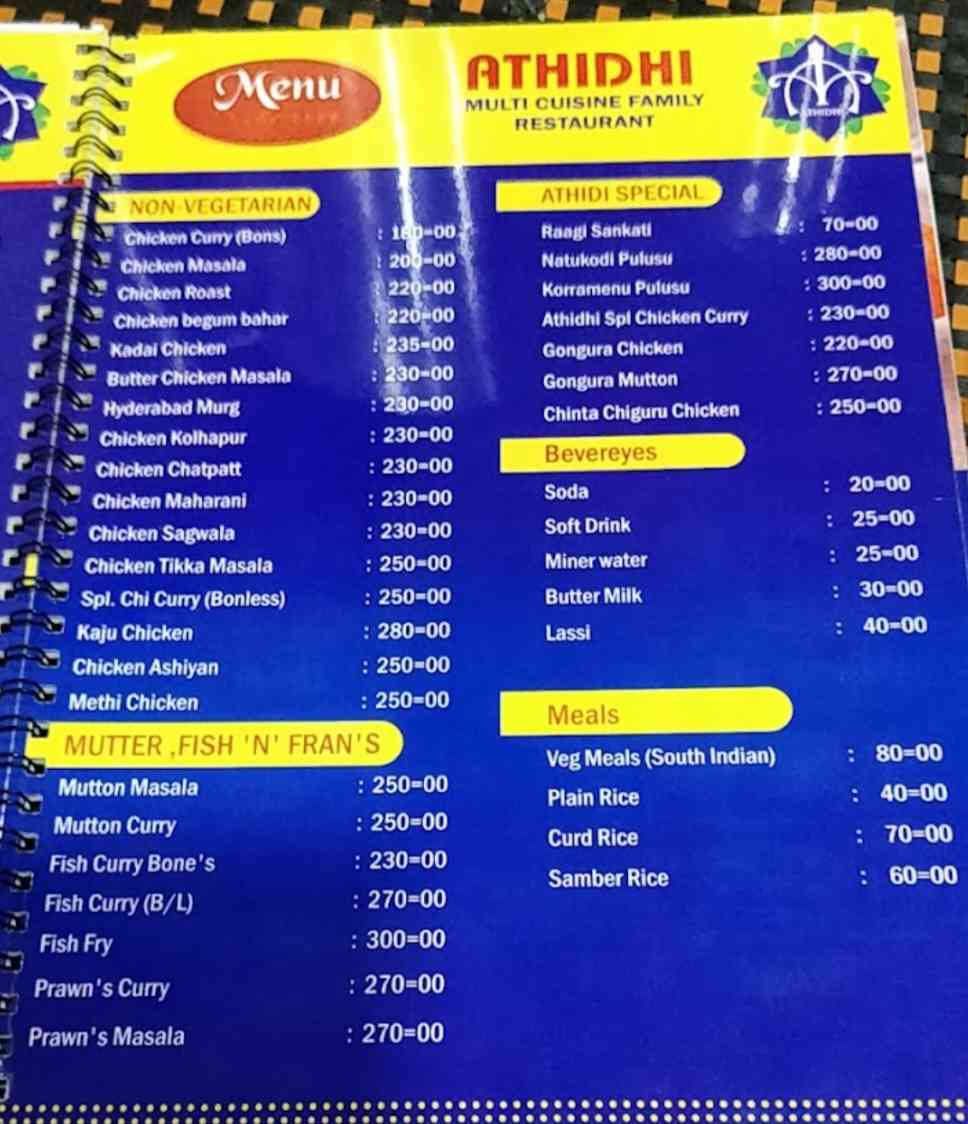 Menu
ATHIDHI
MULTI CUISINE FAMILY
RESTAURANT
ATHIDHI
NON-VEGETARIAN
Chicken Curry (Bons) : 180=00
Chicken Masala : 200=00
Chicken Roast : 220=00
Chicken begum bahar : 220=00
Kadai Chicken : 235=00
Butter Chicken Masala : 230=00
Hyderabad Murg : 230=00
Chicken Kolhapur : 230=00
Chicken Chatpatt : 230=00
Chicken Maharani : 230=00
Chicken Sagwala : 230=00
Chicken Tikka Masala : 250=00
Spl. Chi Curry (Bonless) : 250=00
Kaju Chicken : 280=00
Chicken Ashiyan : 250=00
Methi Chicken : 250=00
MUTTER ,FISH 'N' FRAN'S
Mutton Masala : 250=00
Mutton Curry : 250=00
Fish Curry Bone's : 230=00
Fish Curry (B/L) : 270=00
Fish Fry : 300=00
Prawn's Curry : 270=00
Prawn's Masala : 270=00
ATHIDI SPECIAL
Raagi Sankati : 70=00
Natukodi Pulusu : 280=00
Korramenu Pulusu : 300=00
Athidhi Spl Chicken Curry : 230=00
Gongura Chicken : 220=00
Gongura Mutton : 270=00
Chinta Chiguru Chicken : 250=00
Bevereyes
Soda : 20=00
Soft Drink : 25=00
Miner water : 25=00
Butter Milk : 30=00
Lassi : 40=00
Meals
Veg Meals (South Indian) : 80=00
Plain Rice : 40=00
Curd Rice : 70=00
Samber Rice : 60=00